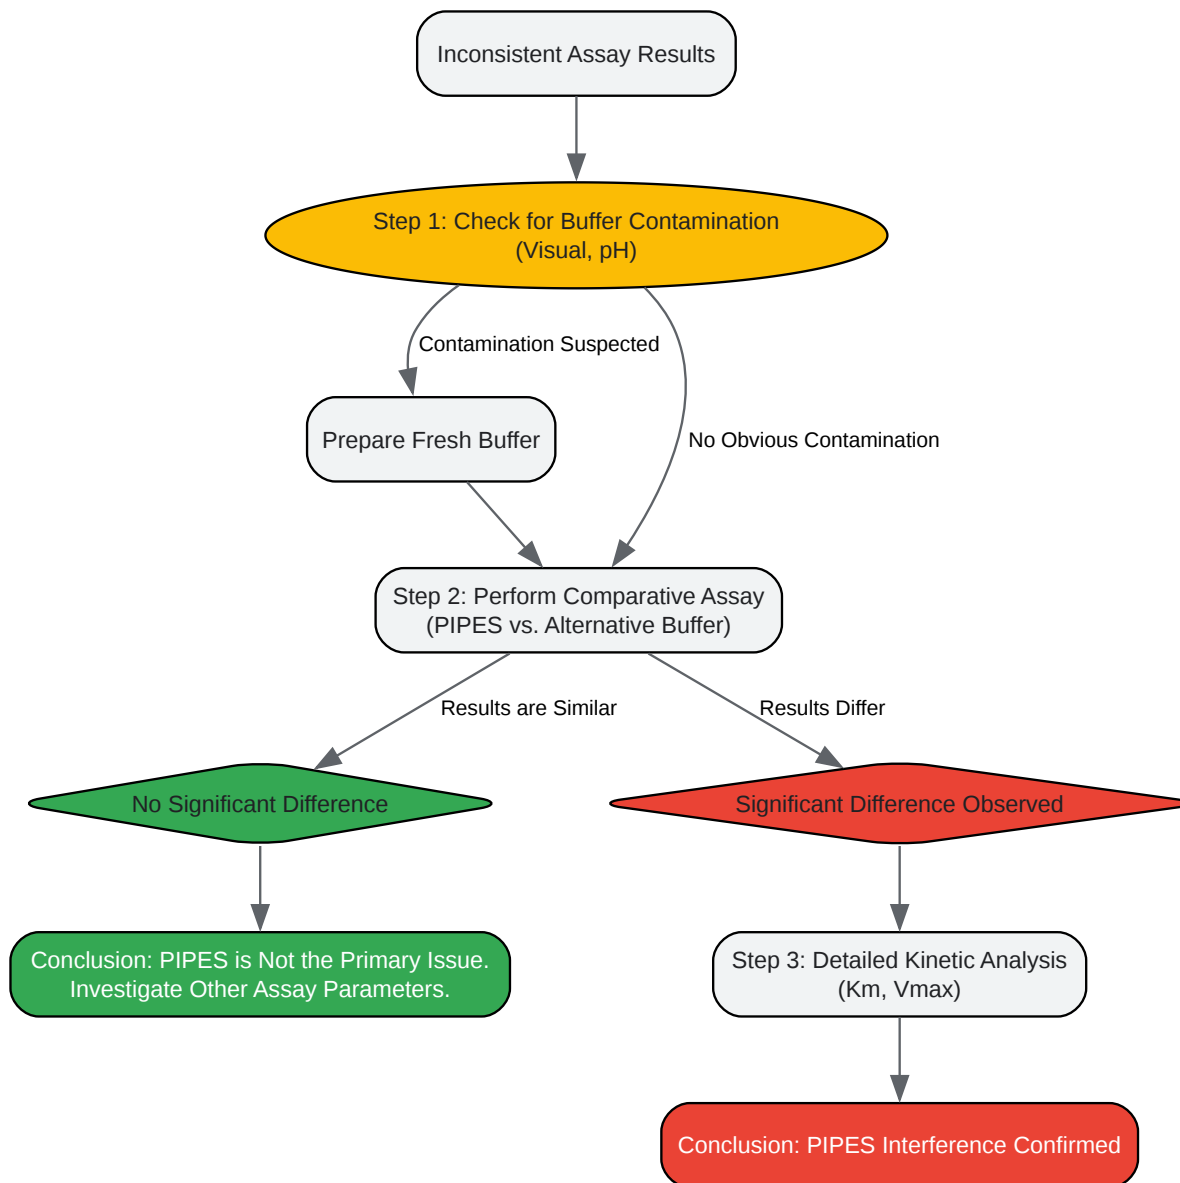 Inconsistent Assay Results
Step 1: Check for Buffer Contamination
(Visual, pH)
Contamination Suspected
Prepare Fresh Buffer
No Obvious Contamination
Step 2: Perform Comparative Assay
(PIPES vs. Alternative Buffer)
Results are Similar
Results Differ
No Significant Difference
Significant Difference Observed
Conclusion: PIPES is Not the Primary Issue.
Investigate Other Assay Parameters.
Step 3: Detailed Kinetic Analysis
(Km, Vmax)
Conclusion: PIPES Interference Confirmed